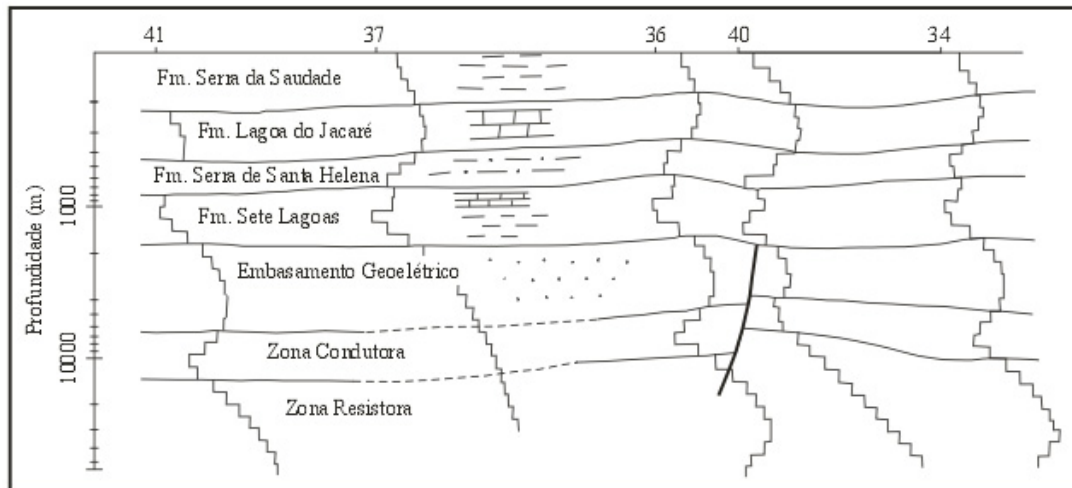 41 37 36 40 34
Fm. Serra da Saudade
Fm. Lagoa do Jacaré
Fm. Serra de Santa Helena
1000
Fm. Sete Lagoas
Profundidade (m)
Embasamento Geoelétrico
10000
Zona Condutora
Zona Resistora